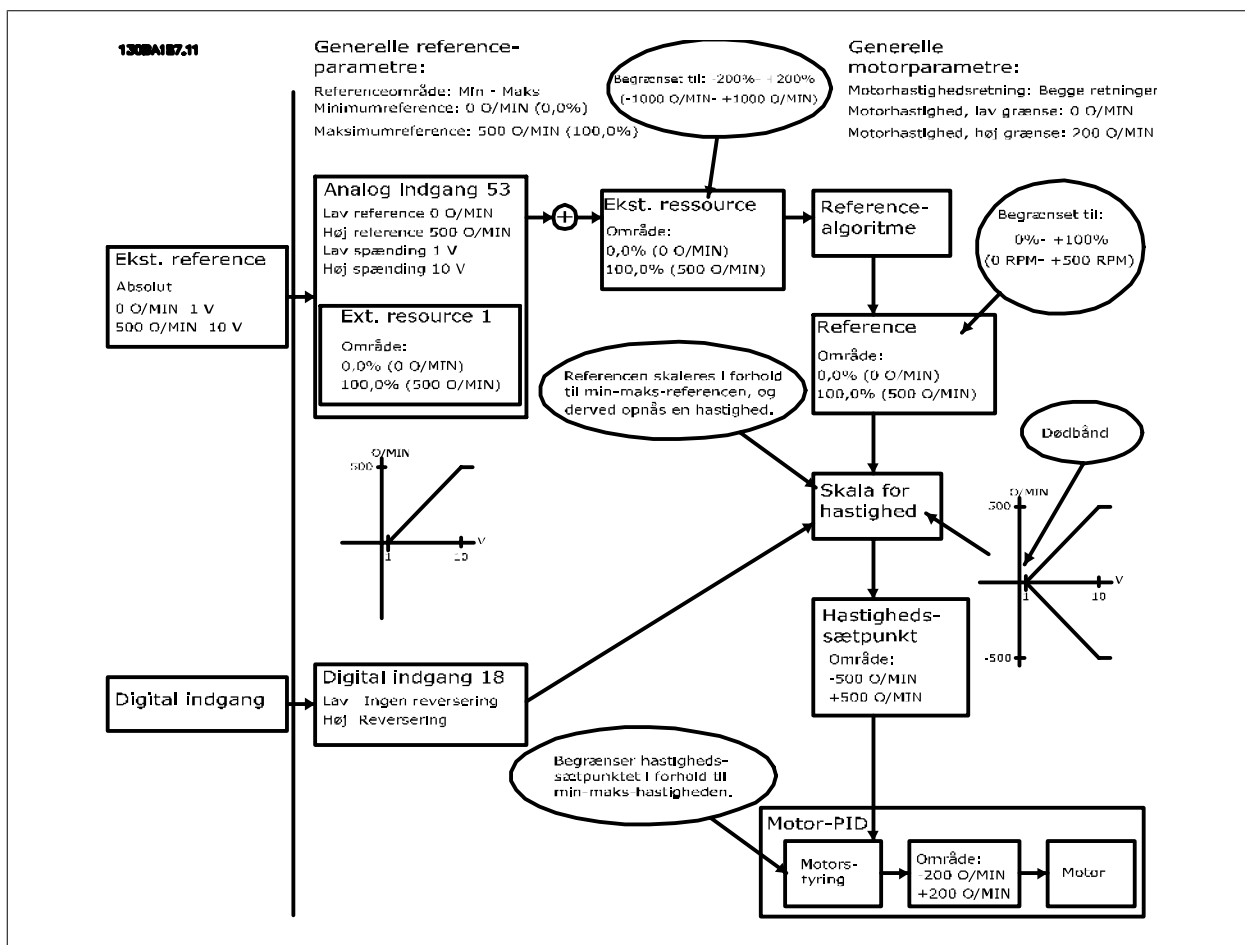 130BA187.11
Generelle reference-
parametre:
Referenceområde: Min - Maks
Minimumreference: 0 O/MIN (0,0%)
Maksimumreference: 500 O/MIN (100,0%)
Begrænset til: -200%- +200%
(-1000 O/MIN- +1000 O/MIN)
Generelle
motorparametre:
Motorhastighedsretning: Begge retninger
Motorhastighed, lav grænse: 0 O/MIN
Motorhastighed, høj grænse: 200 O/MIN
Ekst. reference
Absolut
0 O/MIN 1 V
500 O/MIN 10 V
Analog indgang 53
Lav reference 0 O/MIN
Høj reference 500 O/MIN
Lav spænding 1 V
Høj spænding 10 V
Ext. resource 1
Område:
0,0% (0 O/MIN)
100,0% (500 O/MIN)
Ekst. ressource
Område:
0,0% (0 O/MIN)
100,0% (500 O/MIN)
Reference-
algoritme
Begrænset til:
0%- +100%
(0 RPM- +500 RPM)
Reference
Område:
0,0% (0 O/MIN)
100,0% (500 O/MIN)
Referencen skaleres i forhold
til min-maks-referencen, og
derved opnås en hastighed.
Dødbånd
O/MIN
500
1
10
V
Skala for
hastighed
O/MIN
500
1
10
V
-500
Hastigheds-
sætpunkt
Område:
-500 O/MIN
+500 O/MIN
Digital indgang
Digital indgang 18
Lav Ingen reversering
Høj Reversering
Begrænser hastigheds-
sætpunktet i forhold til
min-maks-hastigheden.
Motor-PID
Motors-
tyring
Område:
-200 O/MIN
+200 O/MIN
Motor